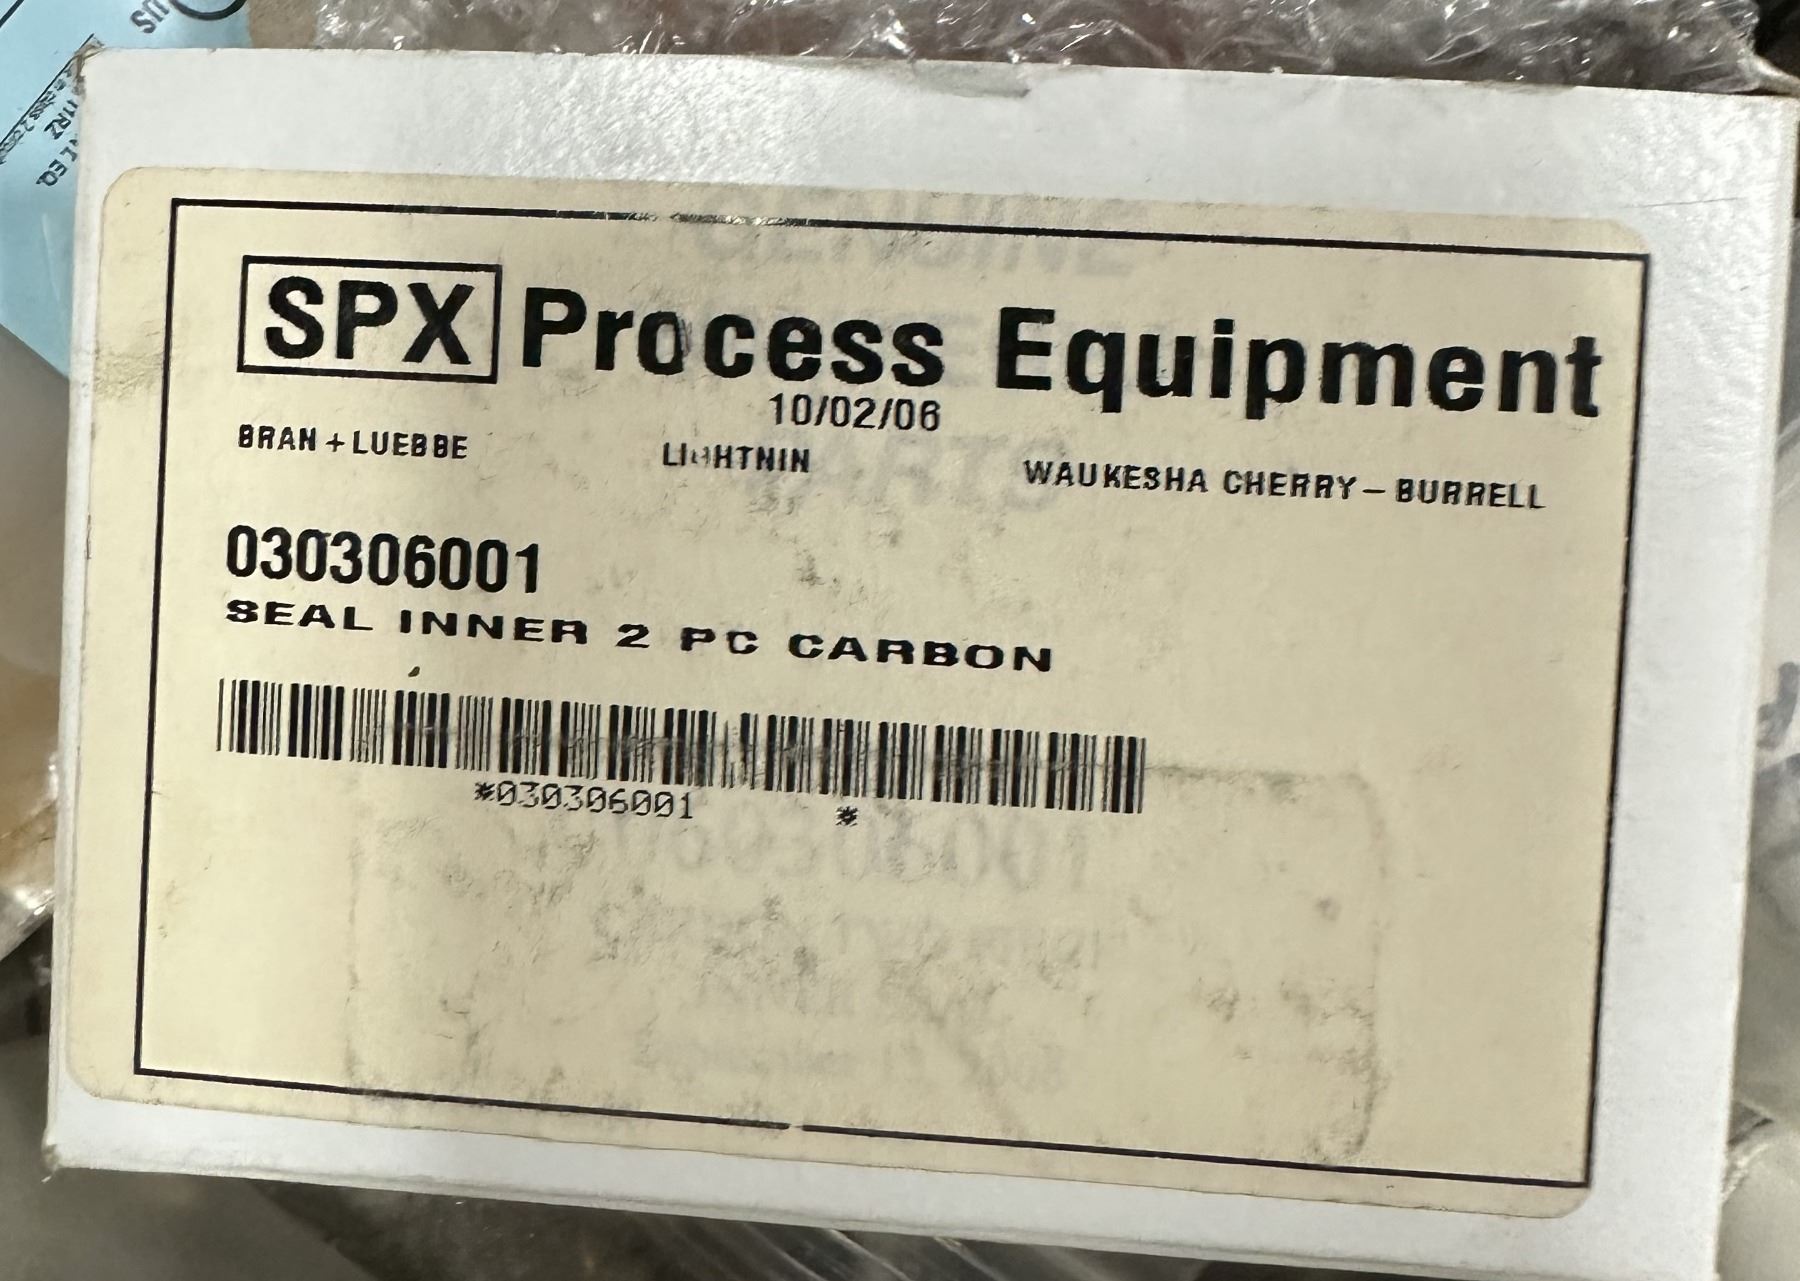 SPX Process Equipment
10/02/06
BRAN + LUEBBE LIGHTNIN WAUKESHA CHERRY - BURRELL
030306001
SEAL INNER 2 PC CARBON
*030306001 *